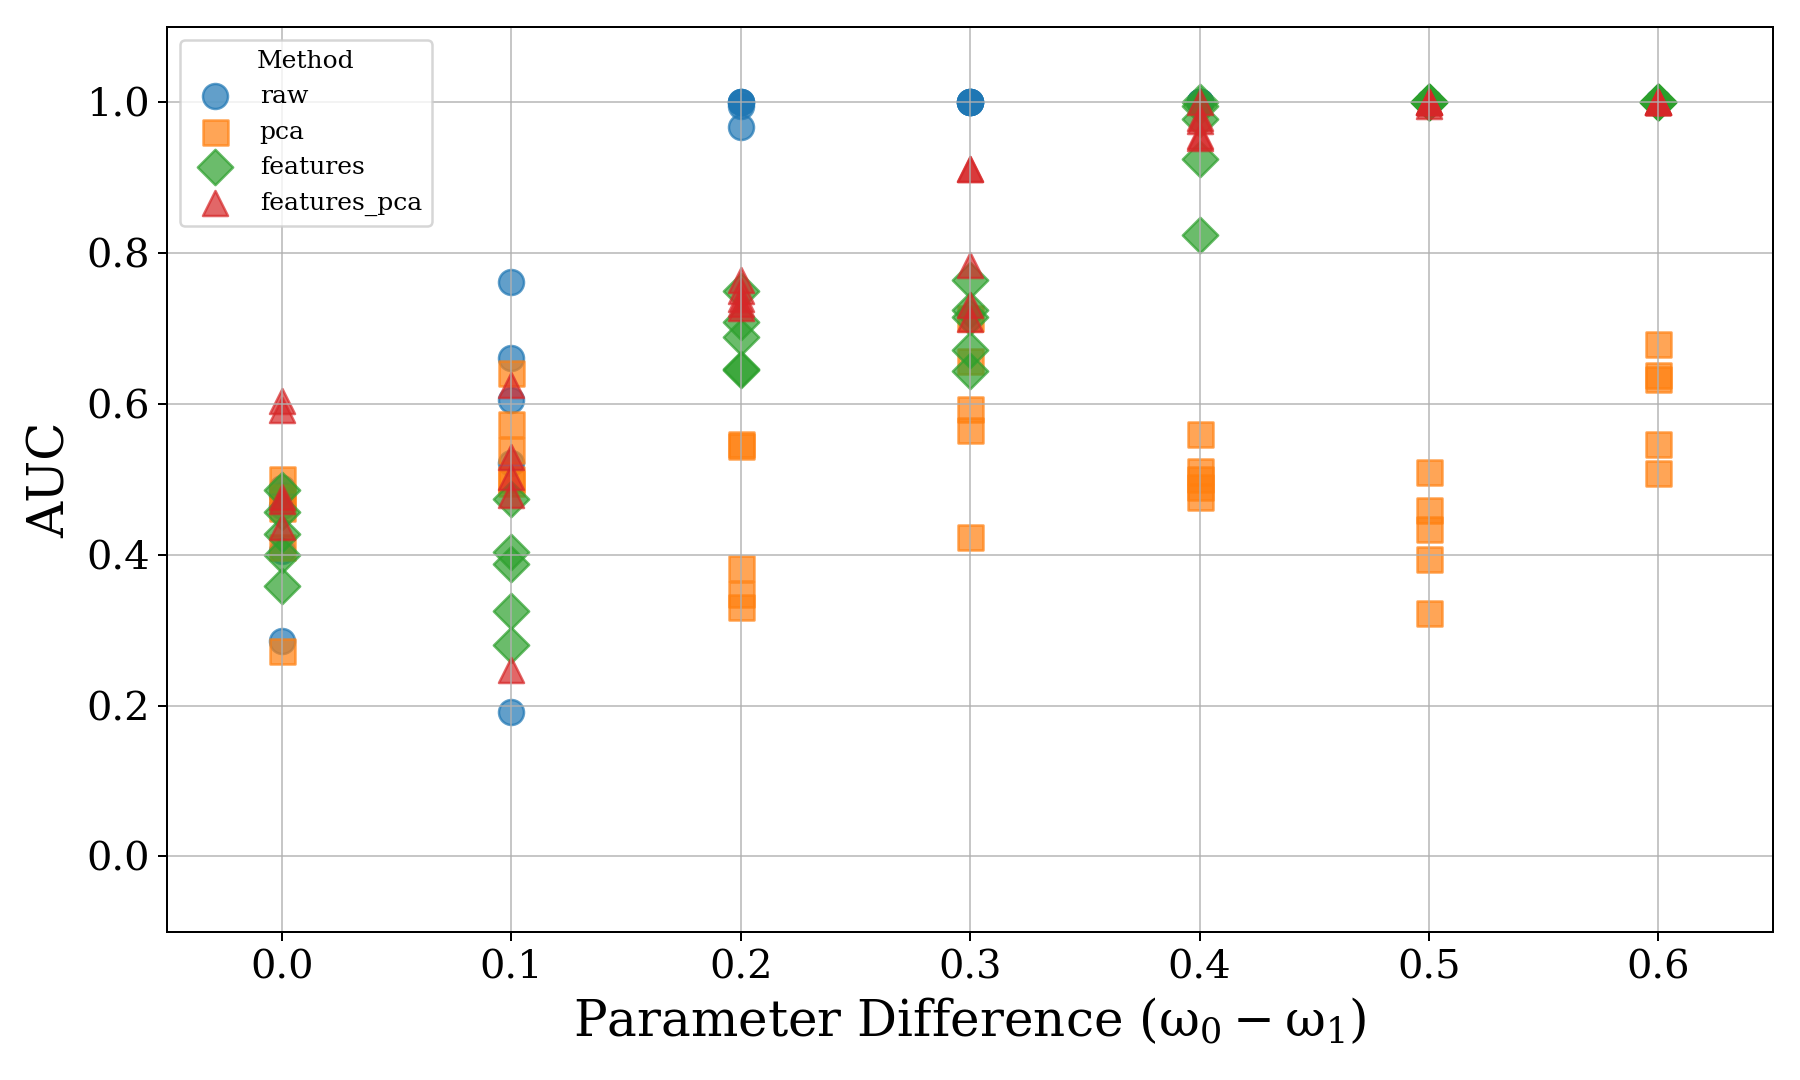 Method
raw
pca
features
features_pca
1.0
0.8
0.6
0.4
0.2
0.0
AUC
0.0 0.1 0.2 0.3 0.4 0.5 0.6
Parameter Difference (ω₀ − ω₁)